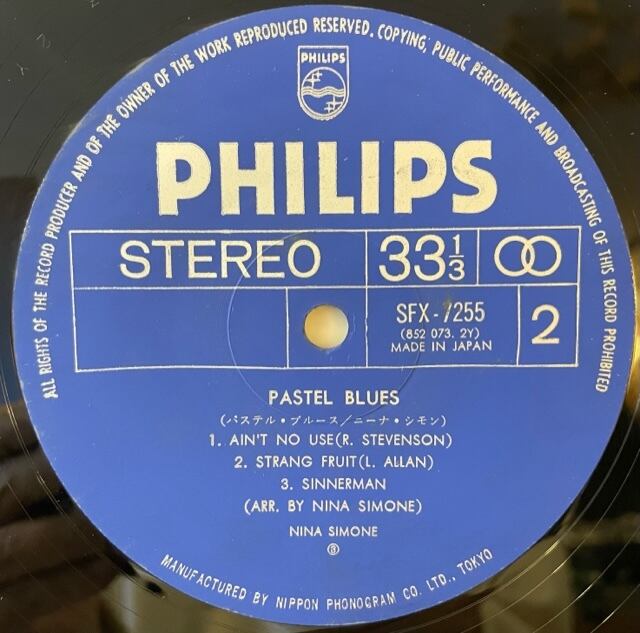 ALL RIGHTS OF THE RECORD PRODUCER AND OF THE OWNER OF THE WORK REPRODUCED RESERVED. COPYING, PUBLIC PERFORMANCE AND BROADCASTING OF THIS RECORD PROHIBITED
PHILIPS
PHILIPS
STEREO 33 1/3
SFX-7255 2
(852 073. 2Y)
MADE IN JAPAN
PASTEL BLUES
(パステル・ブルース/ニーナ・シモン)
1. AIN'T NO USE(R. STEVENSON)
2. STRANG FRUIT(L. ALLAN)
3. SINNERMAN
(ARR. BY NINA SIMONE)
NINA SIMONE
MANUFACTURED BY NIPPON PHONOGRAM CO. LTD., TOKYO